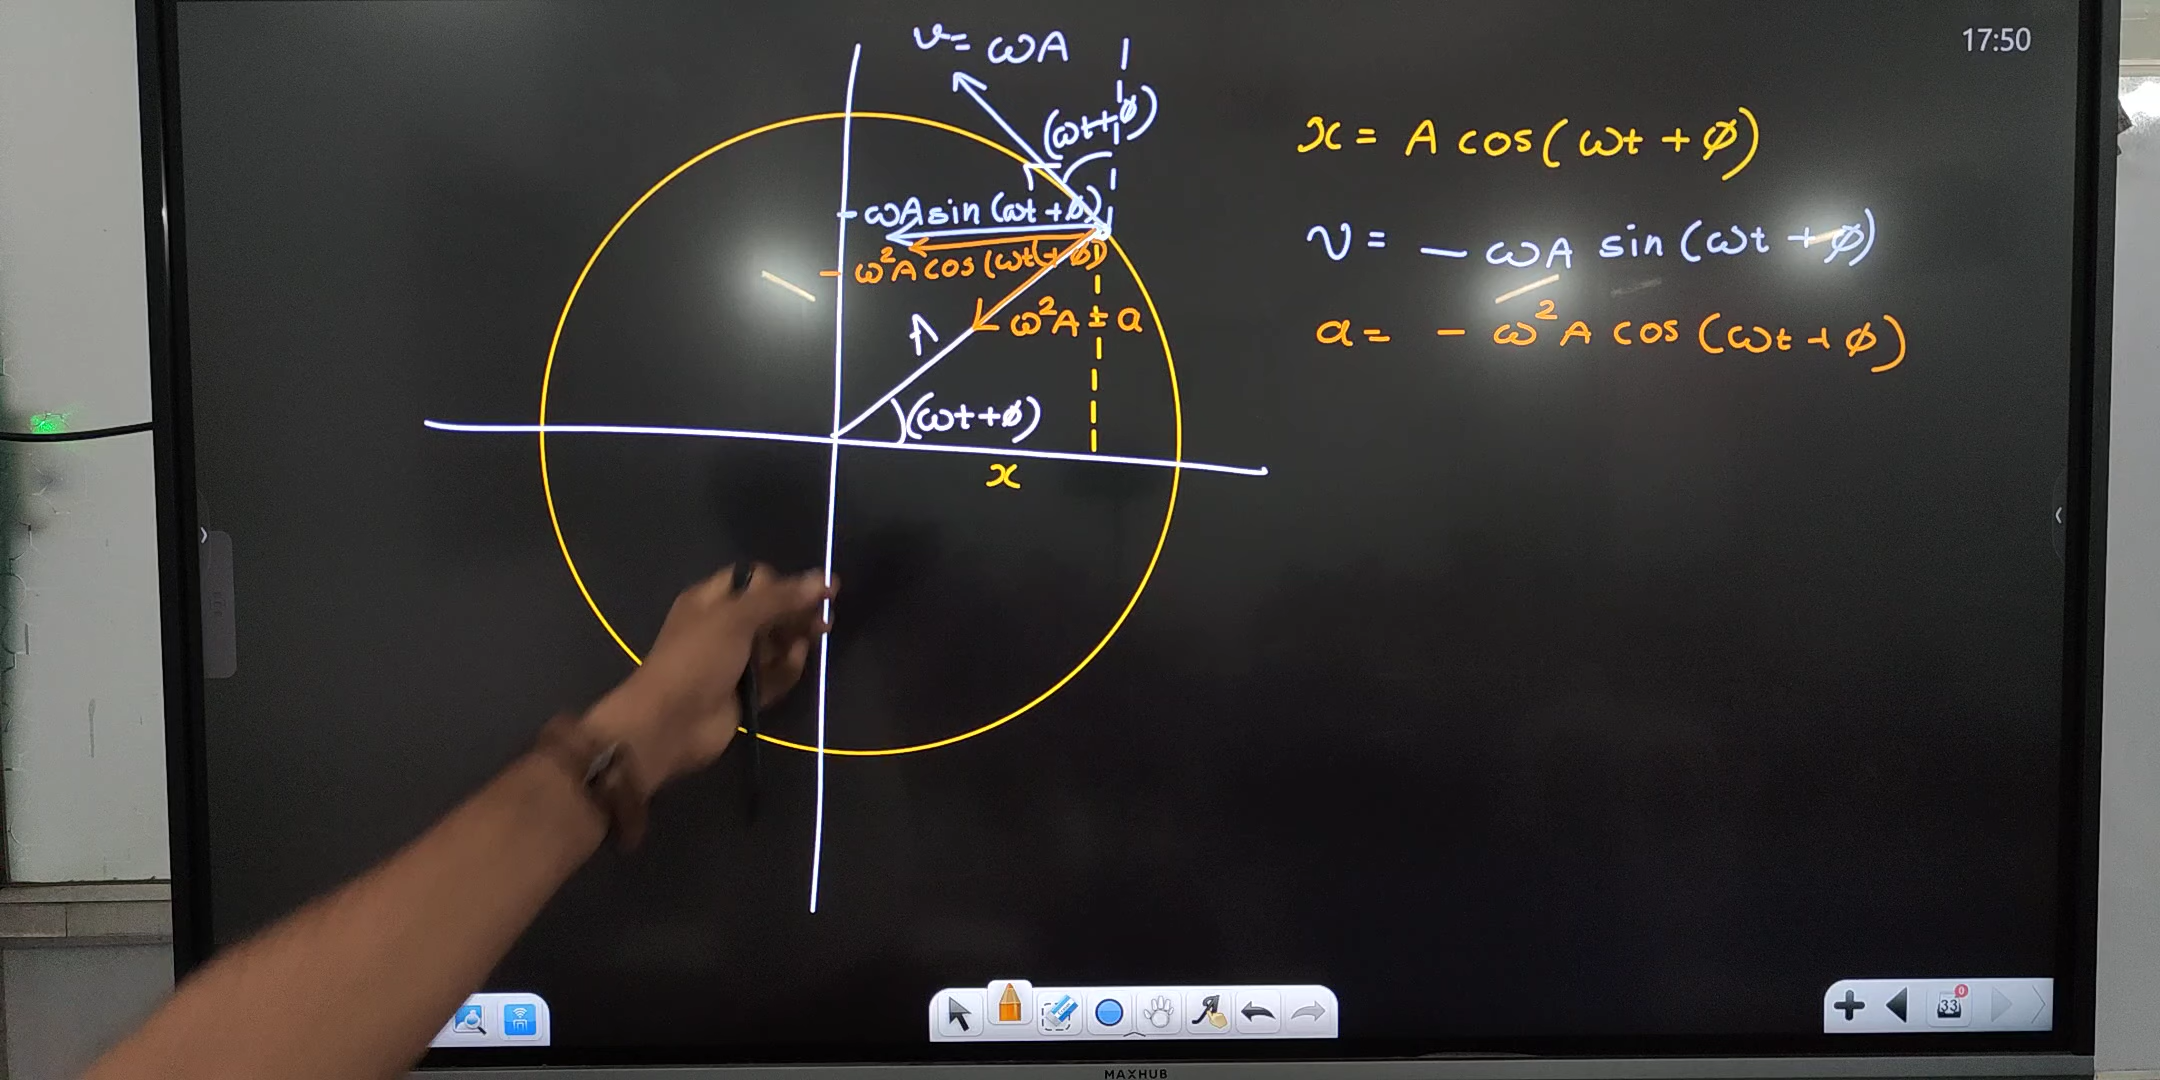 17:50
v = ωA
(ωt+ϕ)
x = A cos(ωt + ϕ)
- ωA sin (ωt + ϕ)
v = - ωA sin (ωt + ϕ)
- ω²A cos (ωt + ϕ)
ω²A = a
a = - ω²A cos (ωt + ϕ)
A
(ωt+ϕ)
x
33
0
MAXHUB